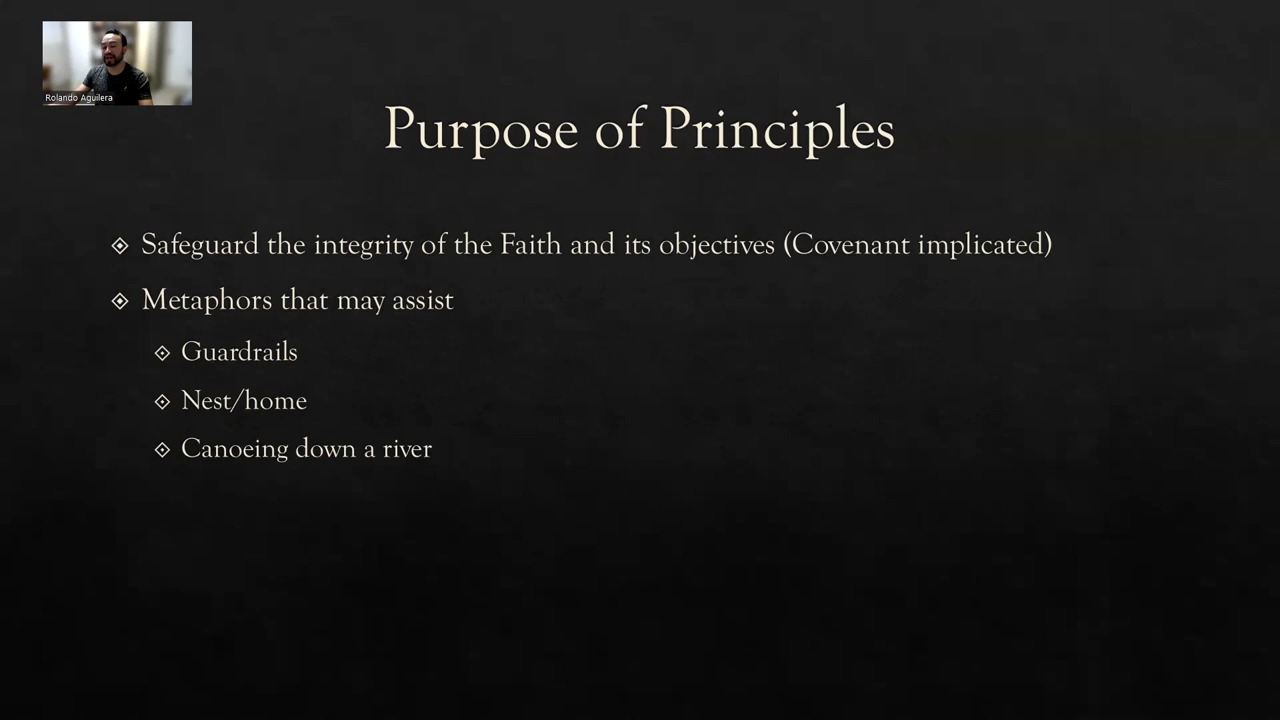 Rolando Aguilera
Purpose of Principles
Safeguard the integrity of the Faith and its objectives (Covenant implicated)
Metaphors that may assist
Guardrails
Nest/home
Canoeing down a river